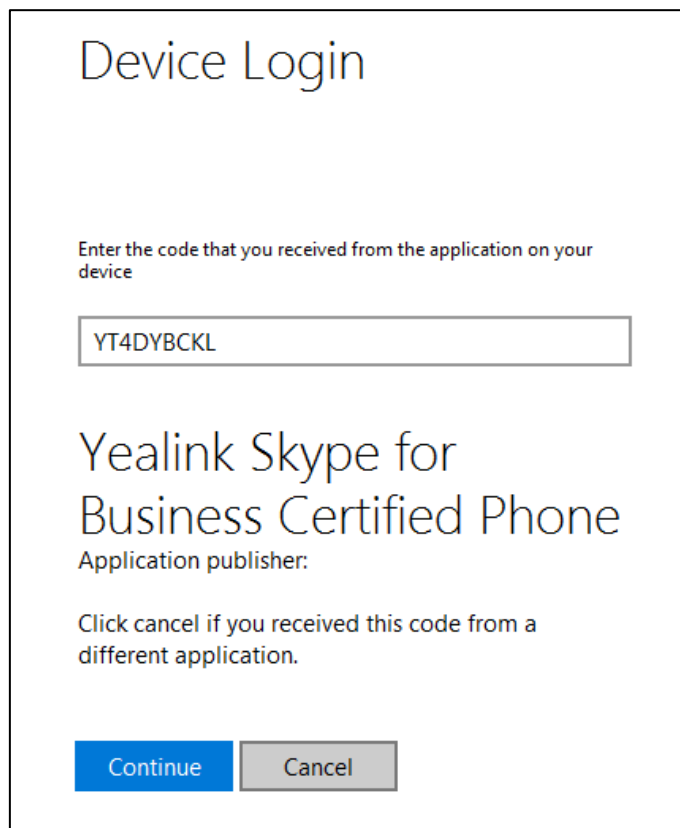 Device Login
Enter the code that you received from the application on your
device
YT4DYBCKL
Yealink Skype for
Business Certified Phone
Application publisher:
Click cancel if you received this code from a
different application.
Continue
Cancel